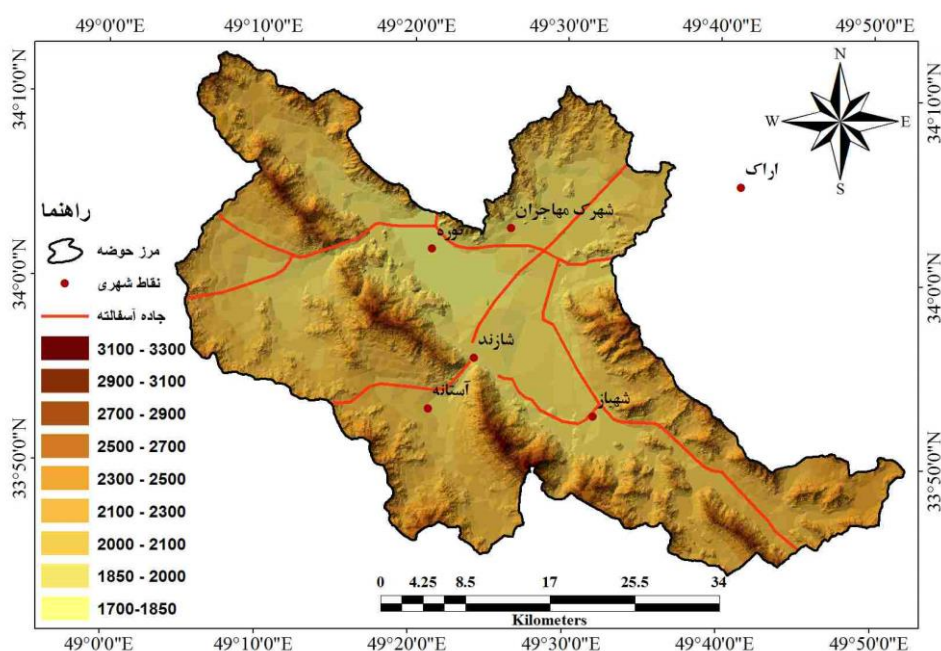 49°0'0"E 49°10'0"E 49°20'0"E 49°30'0"E 49°40'0"E 49°50'0"E
34°10'0"N
34°10'0"N
N
W
E
S
اراک
شهرک مهاجران
توره
راهنما
مرز حوضه
نقاط شهری
جاده آسفالته
34°0'0"N
34°0'0"N
شازند
آستانه
شهباز
3100 - 3300
2900 - 3100
2700 - 2900
2500 - 2700
2300 - 2500
2100 - 2300
2000 - 2100
1850 - 2000
1700-1850
33°50'0"N
33°50'0"N
0 4.25 8.5 17 25.5 34
Kilometers
49°0'0"E 49°10'0"E 49°20'0"E 49°30'0"E 49°40'0"E 49°50'0"E